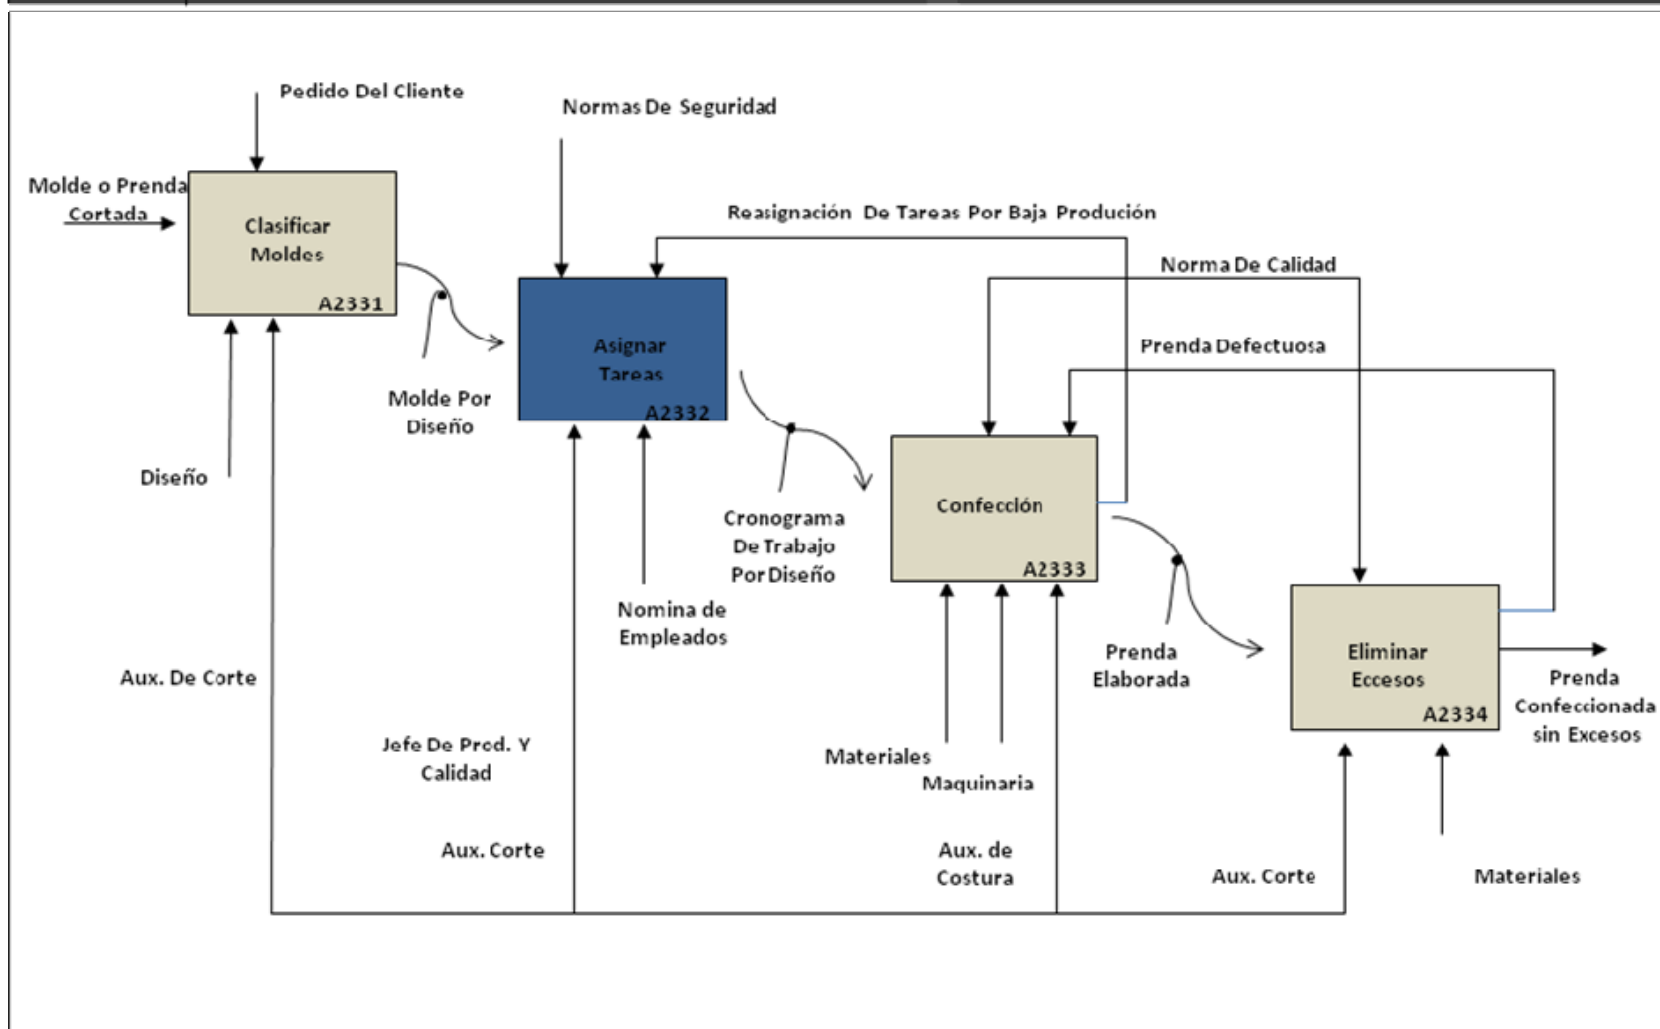 Pedido Del Cliente
Normas De Seguridad
Molde o Prenda
Cortada
Clasificar
Moldes
A2331
Reasignación De Tareas Por Baja Produción
Norma De Calidad
Prenda Defectuosa
Asignar
Tareas
A2332
Molde Por
Diseño
Diseño
Confección
A2333
Cronograma
De Trabajo
Por Diseño
Nomina de
Empleados
Prenda
Elaborada
Eliminar
Eccesos
A2334
Prenda
Confeccionada
sin Excesos
Aux. De Corte
Jefe De Prod. Y
Calidad
Materiales
Maquinaria
Aux. Corte
Aux. de
Costura
Aux. Corte
Materiales